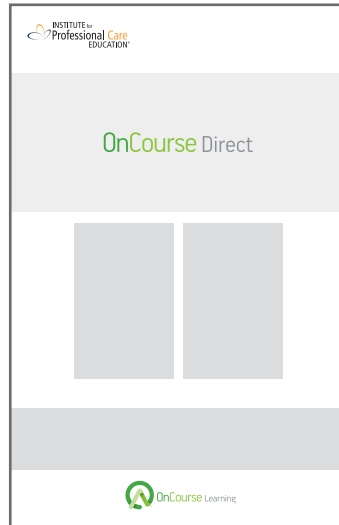 INSTITUTE for
Professional Care
EDUCATION
OnCourse Direct
OnCourse Learning